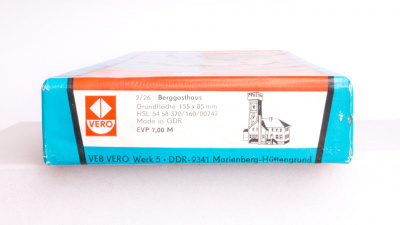 VERO
2/26 Berggasthaus
Grundfläche 155 x 85 mm
HSL 54 58 370/160/00747
Made in GDR
EVP 7,00 M
VEB VERO Werk 5 • DDR-9341 Marienberg-Hüttengrund